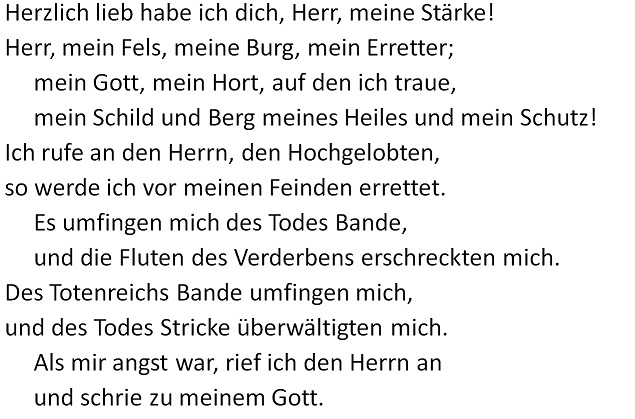 Herzlich lieb habe ich dich, Herr, meine Stärke!
Herr, mein Fels, meine Burg, mein Erretter;
mein Gott, mein Hort, auf den ich traue,
mein Schild und Berg meines Heiles und mein Schutz!
Ich rufe an den Herrn, den Hochgelobten,
so werde ich vor meinen Feinden errettet.
Es umfingen mich des Todes Bande,
und die Fluten des Verderbens erschreckten mich.
Des Totenreichs Bande umfingen mich,
und des Todes Stricke überwältigten mich.
Als mir angst war, rief ich den Herrn an
und schrie zu meinem Gott.